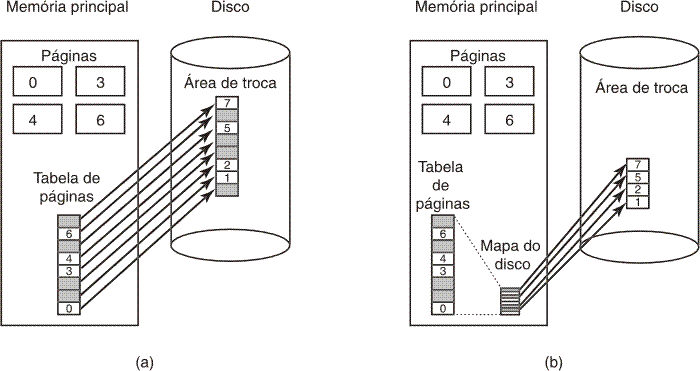 Memória principal
Disco
Páginas
0 3
4 6
Área de troca
7
5
2
1
Tabela de
páginas
6
4
3
0
(a)
Memória principal
Disco
Páginas
0 3
4 6
Área de troca
7
5
2
1
Tabela
de
páginas
6
4
3
0
Mapa do
disco
(b)